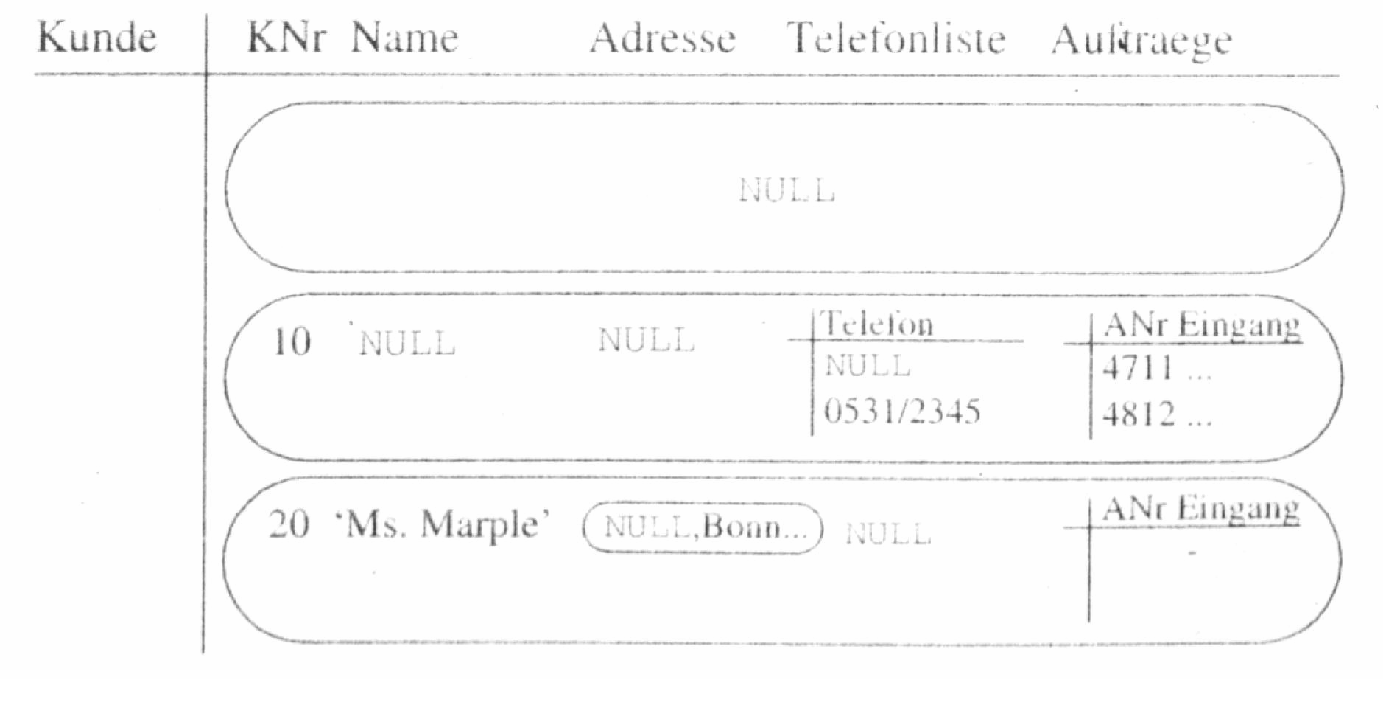 Kunde KNr Name Adresse Telefonliste Auftraege
NULL
10 NULL NULL Telefon ANr Eingang
NULL 4711 ...
0531/2345 4812 ...
20 'Ms. Marple' NULL,Bonn... NULL ANr Eingang
-